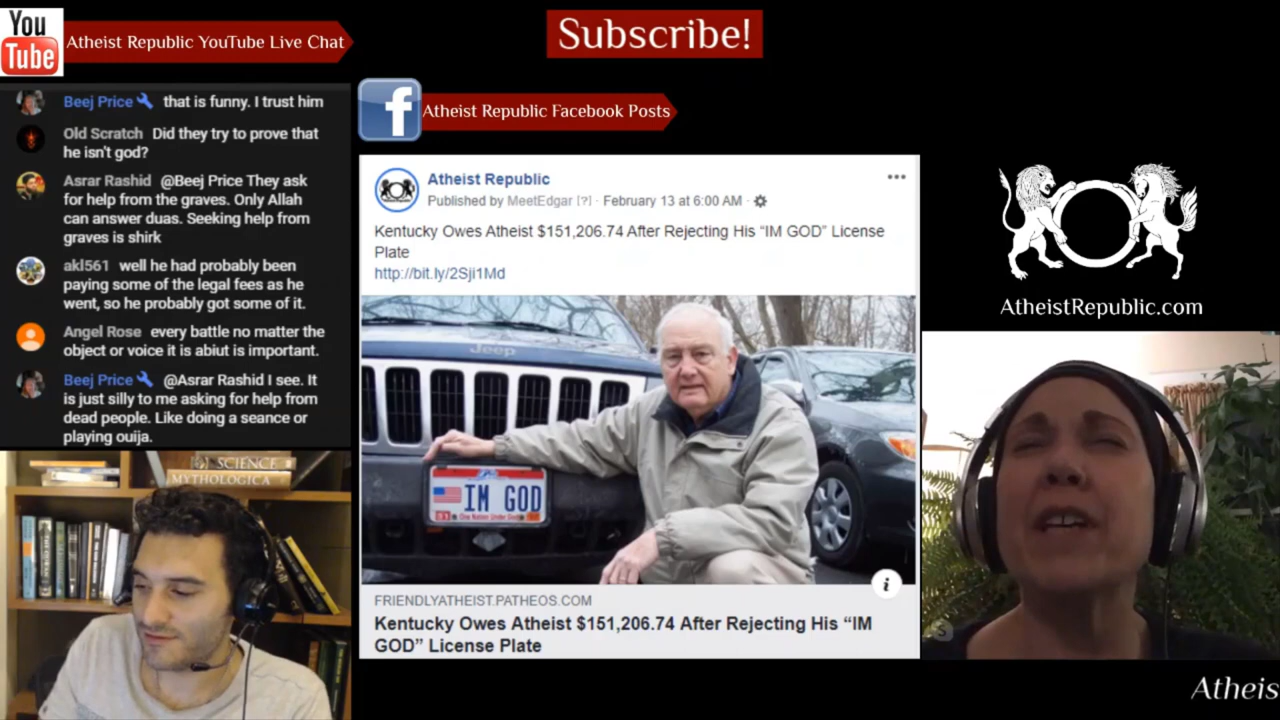 You
Tube
Atheist Republic YouTube Live Chat
Subscribe!
Beej Price that is funny. I trust him
Old Scratch Did they try to prove that
he isn't god?
Asrar Rashid @Beej Price They ask
for help from the graves. Only Allah
can answer duas. Seeking help from
graves is shirk
akl561 well he had probably been
paying some of the legal fees as he
went, so he probably got some of it.
Angel Rose every battle no matter the
object or voice it is abiut is important.
Beej Price @Asrar Rashid I see. It
is just silly to me asking for help from
dead people. Like doing a seance or
playing ouija.
f
Atheist Republic Facebook Posts
Atheist Republic
Published by MeetEdgar [?] · February 13 at 6:00 AM ·
Kentucky Owes Atheist $151,206.74 After Rejecting His “IM GOD” License
Plate
http://bit.ly/2Sji1Md
Jeep
IM GOD
One Nation Under God
i
FRIENDLYATHEIST.PATHEOS.COM
Kentucky Owes Atheist $151,206.74 After Rejecting His “IM
GOD” License Plate
AtheistRepublic.com
SCIENCE
MYTHOLOGICA
Atheis